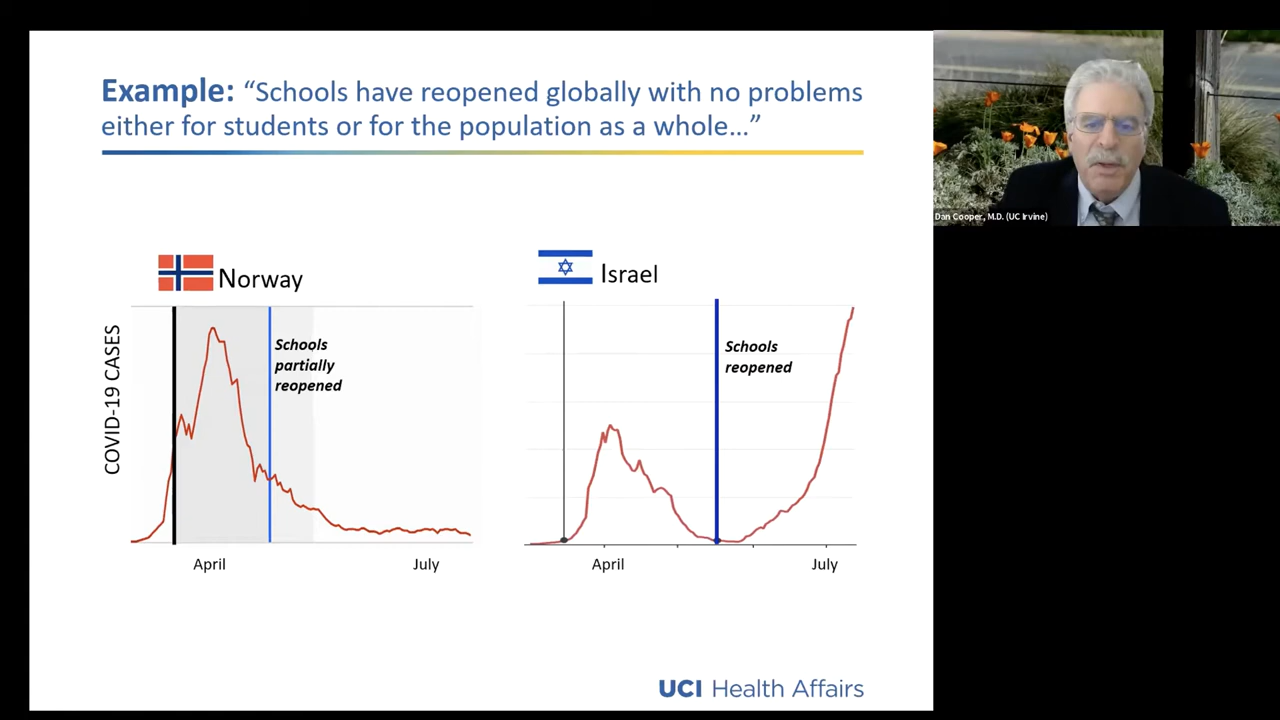 Example: “Schools have reopened globally with no problems
either for students or for the population as a whole…”
Norway
COVID-19 CASES
Schools
partially
reopened
April
July
Israel
Schools
reopened
April
July
UCI Health Affairs
Dan Cooper, M.D. (UC Irvine)